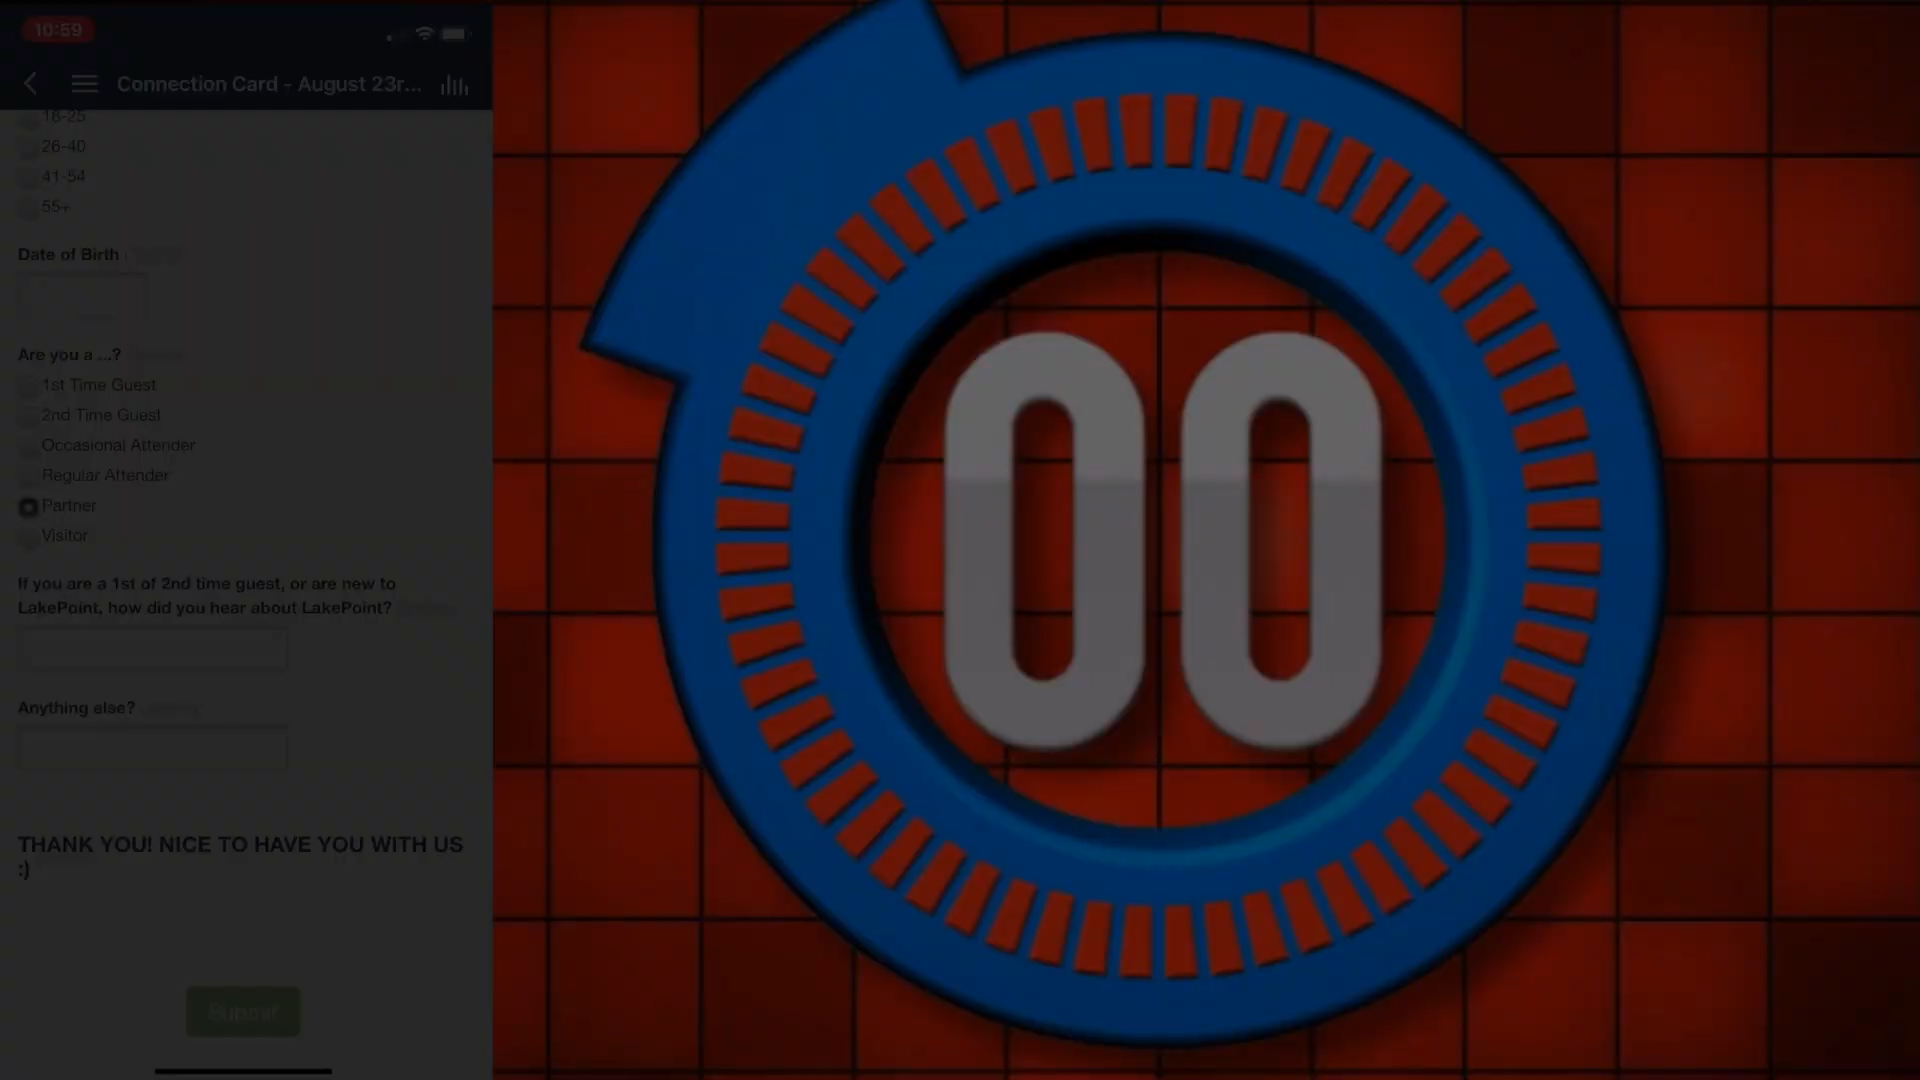 10:59
Connection Card - August 23r...
18-25
26-40
41-54
55+
Date of Birth
Are you a ...?
1st Time Guest
2nd Time Guest
Occasional Attender
Regular Attender
Partner
Visitor
If you are a 1st of 2nd time guest, or are new to
LakePoint, how did you hear about LakePoint?
Anything else?
THANK YOU! NICE TO HAVE YOU WITH US
:)
Submit
00